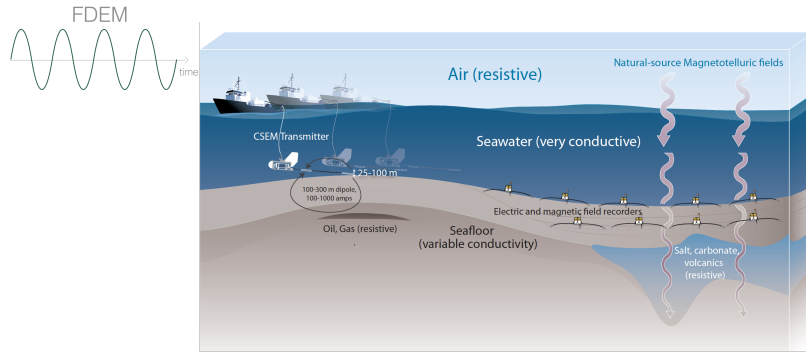 FDEM
time
Air (resistive)
Natural-source Magnetotelluric fields
CSEM Transmitter
Seawater (very conductive)
25-100 m
100-300 m dipole,
100-1000 amps
Electric and magnetic field recorders
Oil, Gas (resistive)
Seafloor
(variable conductivity)
Salt, carbonate,
volcanics
(resistive)